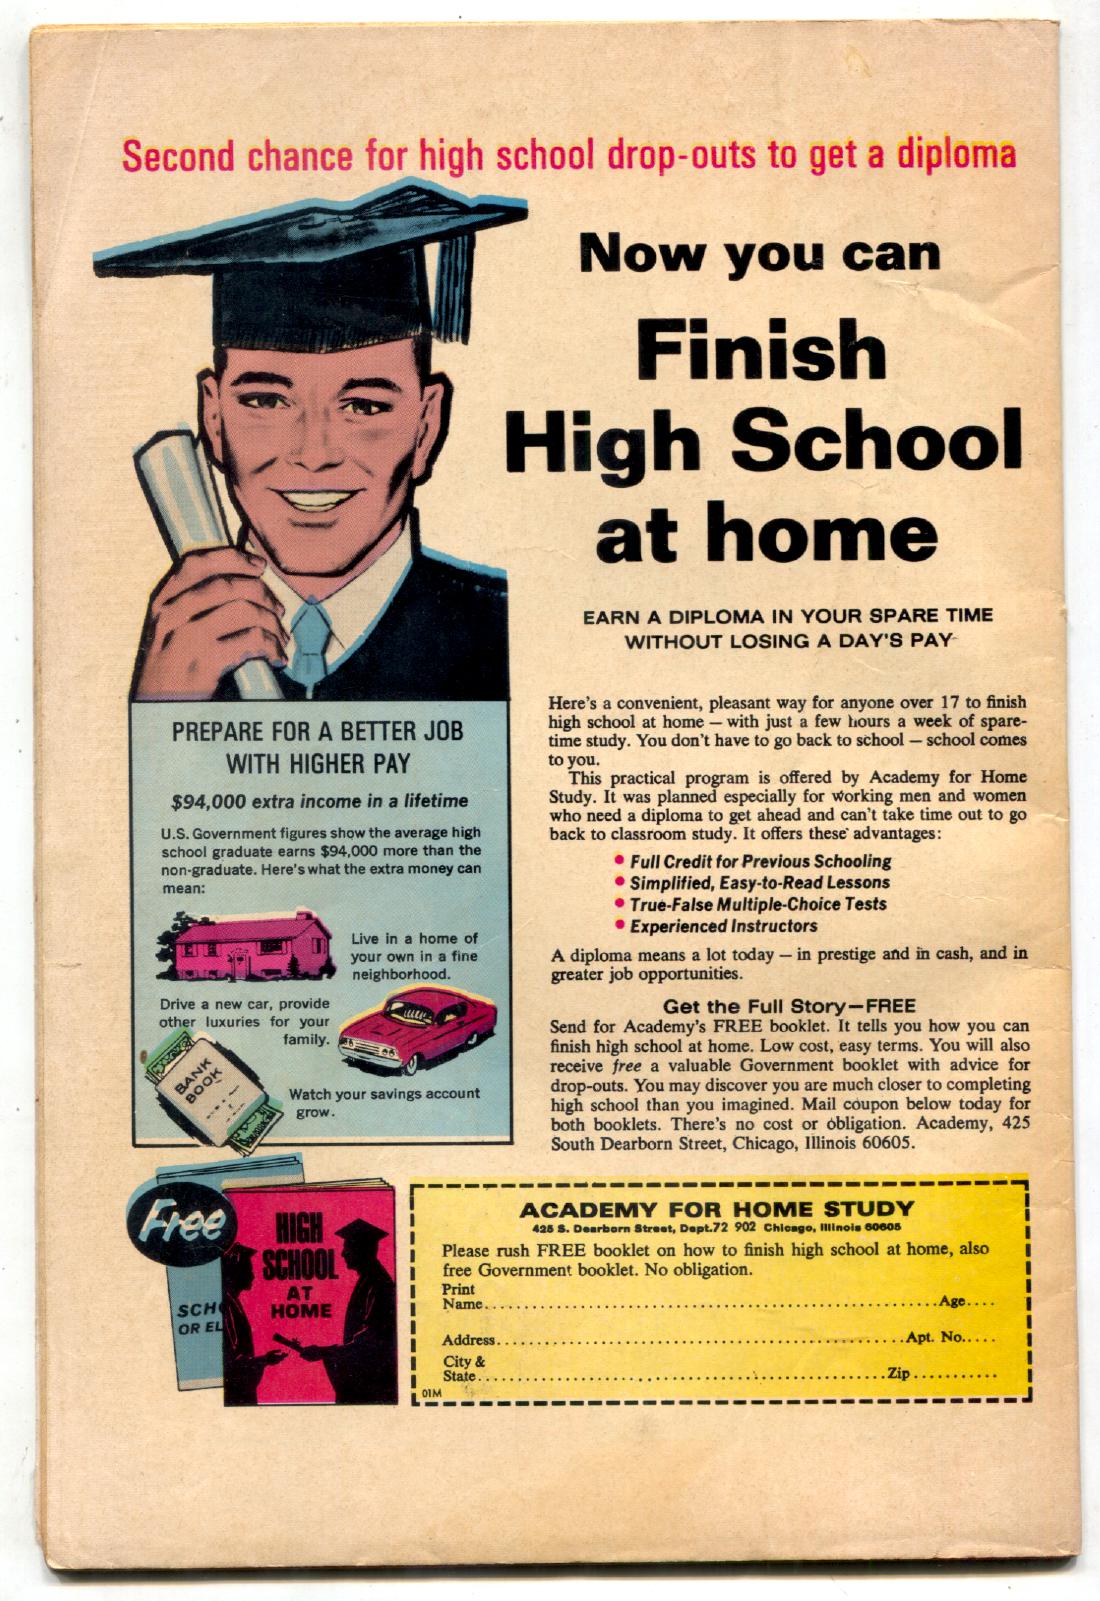 Second chance for high school drop-outs to get a diploma
Now you can
Finish
High School
at home
EARN A DIPLOMA IN YOUR SPARE TIME
WITHOUT LOSING A DAY'S PAY
Here's a convenient, pleasant way for anyone over 17 to finish
high school at home — with just a few hours a week of spare-
time study. You don't have to go back to school — school comes
to you.
This practical program is offered by Academy for Home
Study. It was planned especially for working men and women
who need a diploma to get ahead and can't take time out to go
back to classroom study. It offers these advantages:
• Full Credit for Previous Schooling
• Simplified, Easy-to-Read Lessons
• True-False Multiple-Choice Tests
• Experienced Instructors
A diploma means a lot today — in prestige and in cash, and in
greater job opportunities.
Get the Full Story—FREE
Send for Academy's FREE booklet. It tells you how you can
finish high school at home. Low cost, easy terms. You will also
receive free a valuable Government booklet with advice for
drop-outs. You may discover you are much closer to completing
high school than you imagined. Mail coupon below today for
both booklets. There's no cost or obligation. Academy, 425
South Dearborn Street, Chicago, Illinois 60605.
PREPARE FOR A BETTER JOB
WITH HIGHER PAY
$94,000 extra income in a lifetime
U.S. Government figures show the average high
school graduate earns $94,000 more than the
non-graduate. Here's what the extra money can
mean:
Live in a home of
your own in a fine
neighborhood.
Drive a new car, provide
other luxuries for your
family.
BANK
BOOK
Watch your savings account
grow.
Free
SCHO
OR EL
HIGH
SCHOOL
AT
HOME
ACADEMY FOR HOME STUDY
425 S. Dearborn Street, Dept.72 902 Chicago, Illinois 60605
Please rush FREE booklet on how to finish high school at home, also
free Government booklet. No obligation.
Print
Name..........Age....
Address..........Apt. No.....
City &
State..........Zip..........
01M